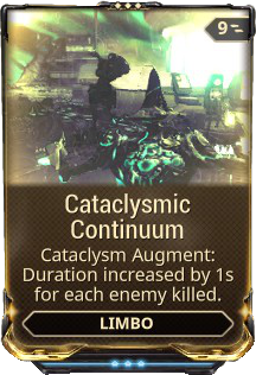 9
Cataclysmic
Continuum
Cataclysm Augment:
Duration increased by 1s
for each enemy killed.
LIMBO